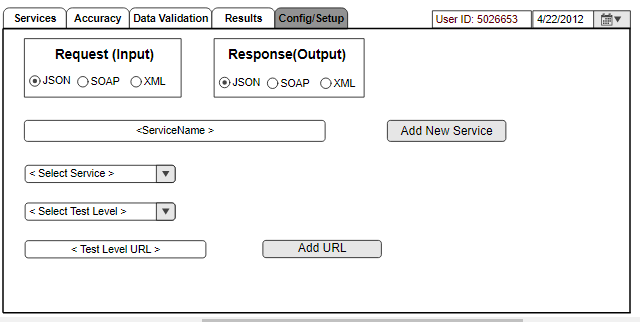 Services Accuracy Data Validation Results Config/Setup User ID: 5026653 4/22/2012
Request (Input) Response(Output)
JSON SOAP XML JSON SOAP XML
<ServiceName > Add New Service
< Select Service >
< Select Test Level >
< Test Level URL > Add URL